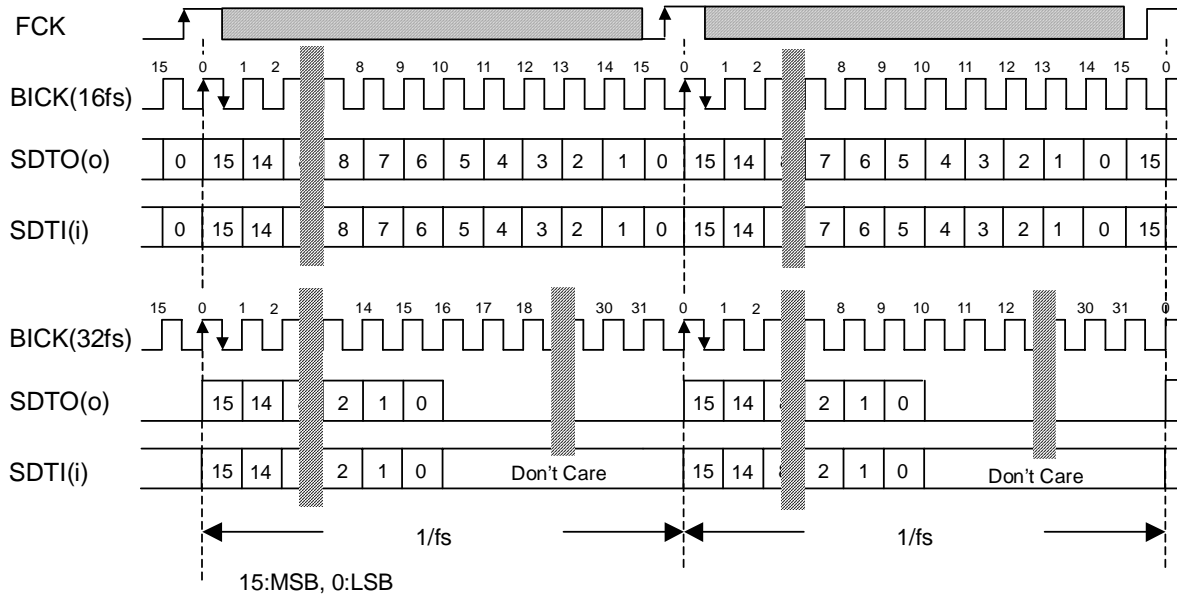 FCK
15 0 1 2 8 9 10 11 12 13 14 15 0 1 2 8 9 10 11 12 13 14 15 0
BICK(16fs)
SDTO(o) 0 15 14 8 7 6 5 4 3 2 1 0 15 14 7 6 5 4 3 2 1 0 15
SDTI(i) 0 15 14 8 7 6 5 4 3 2 1 0 15 14 7 6 5 4 3 2 1 0 15
15 0 1 2 14 15 16 17 18 30 31 0 1 2 8 9 10 11 12 30 31 0
BICK(32fs)
SDTO(o) 15 14 2 1 0 15 14 2 1 0
SDTI(i) 15 14 2 1 0 Don't Care 15 14 2 1 0 Don't Care
1/fs 1/fs
15:MSB, 0:LSB